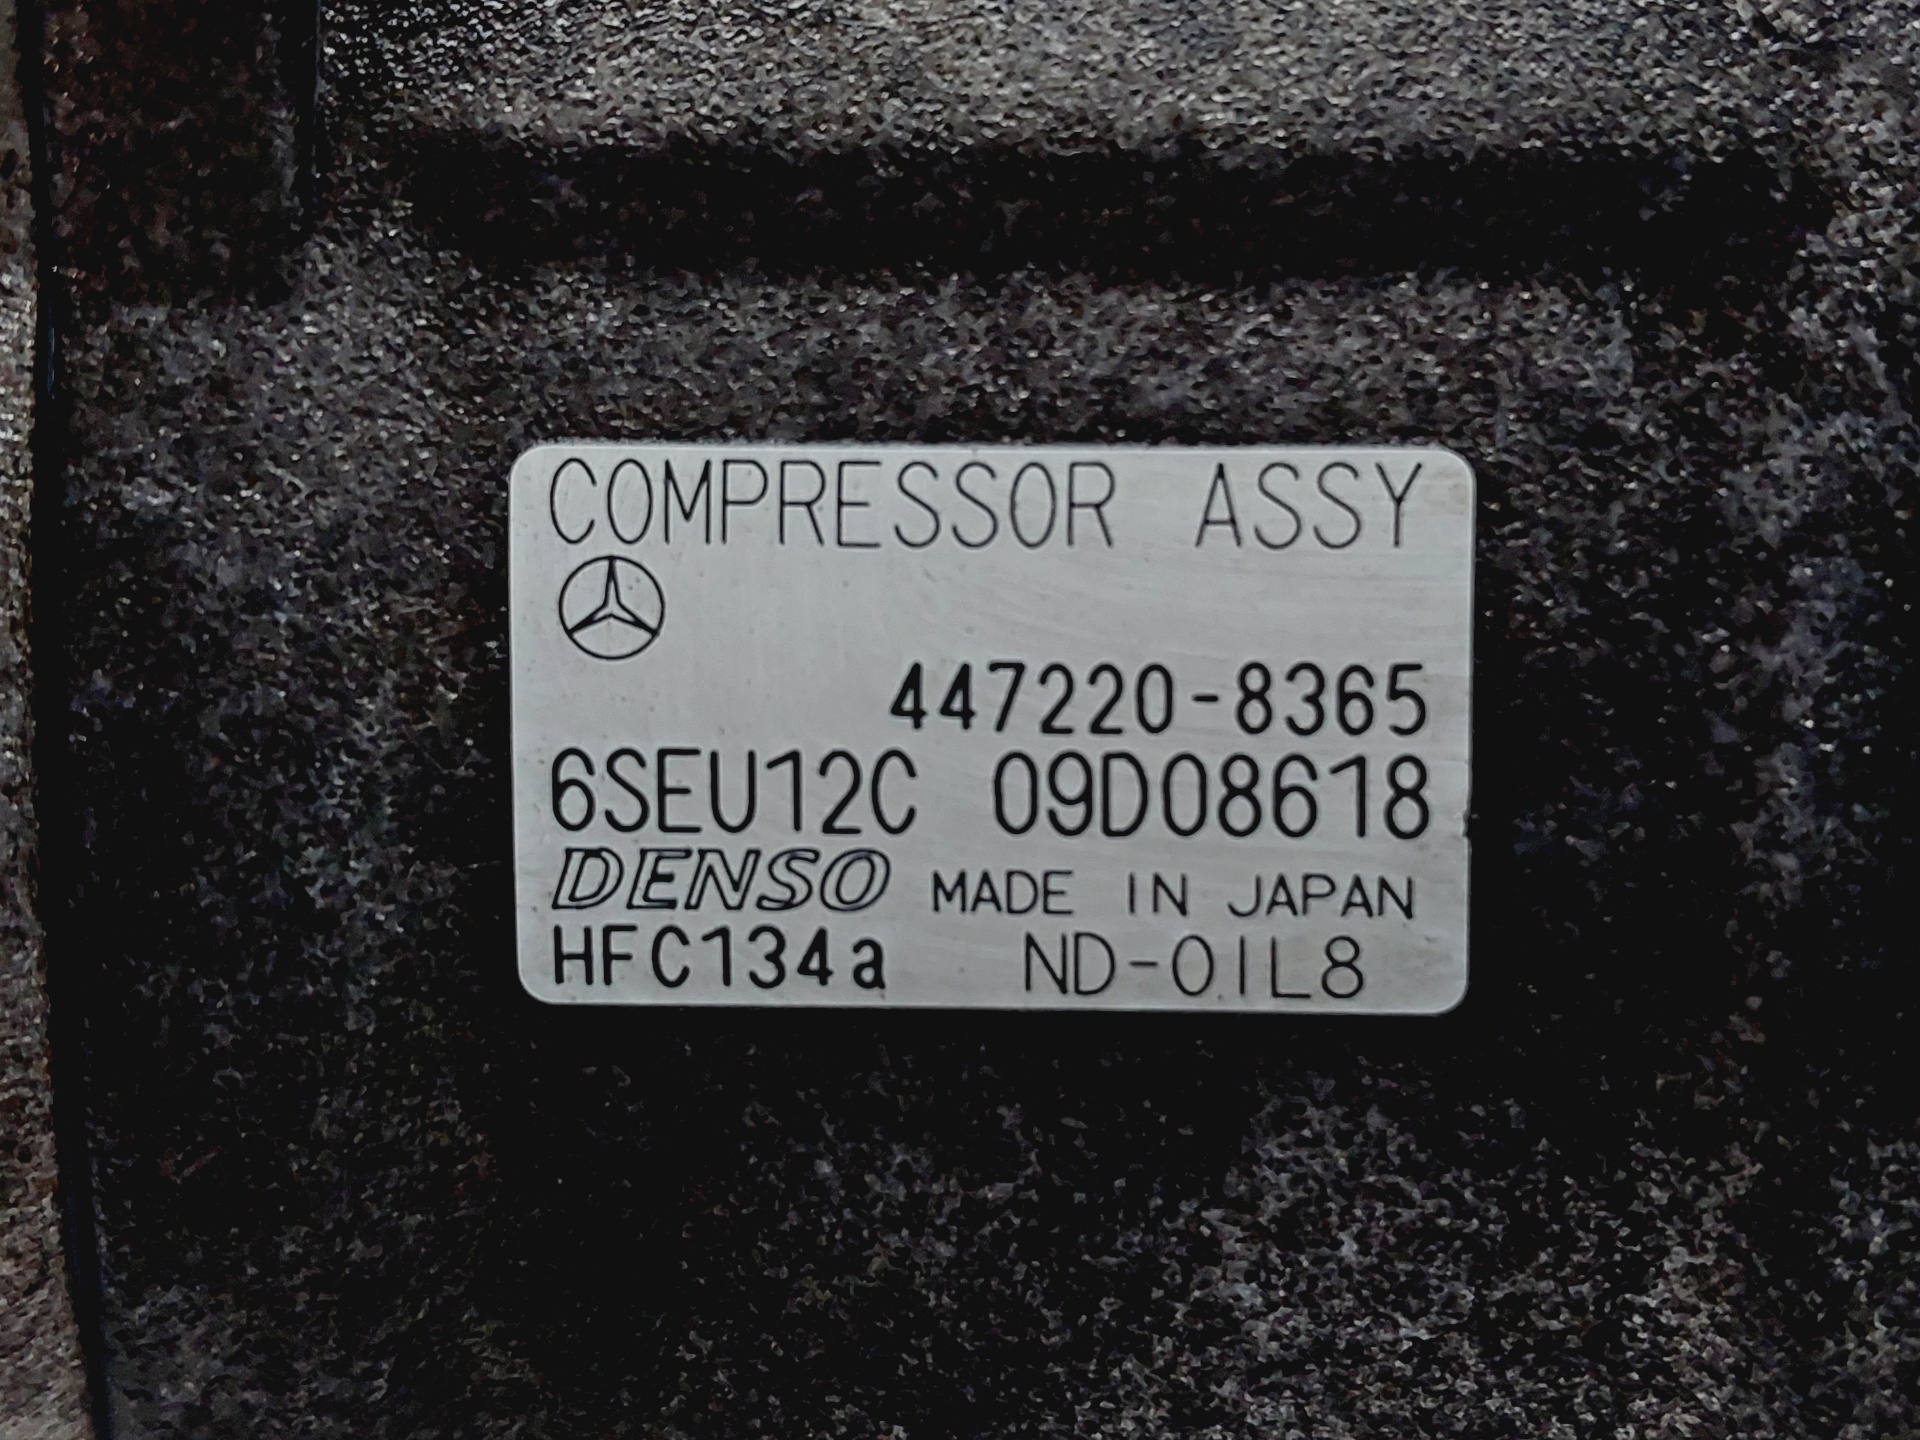 COMPRESSOR ASSY
447220-8365
6SEU12C 09D08618
DENSO MADE IN JAPAN
HFC134a ND-OIL8